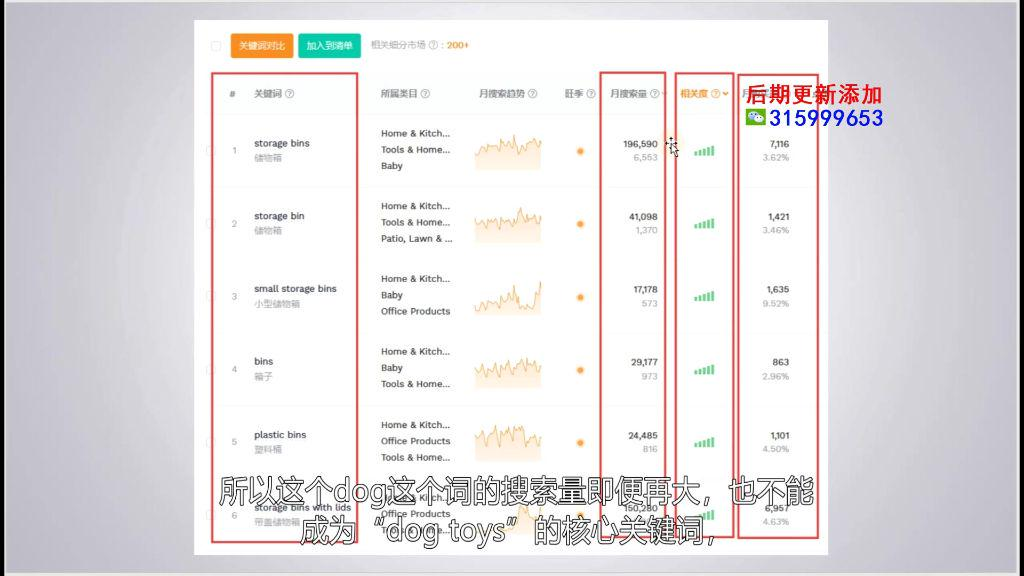 关键词对比 加入到清单 相关细分市场 : 200+
# 关键词 所属类目 月搜索趋势 旺季 月搜索量 相关度
后期更新添加
315999653
1 storage bins 储物箱 Home & Kitch... Tools & Home... Baby 196,590 6,553 7,116 3.62%
2 storage bin 储物箱 Home & Kitch... Tools & Home... Patio, Lawn & ... 41,098 1,370 1,421 3.46%
3 small storage bins 小型储物箱 Home & Kitch... Baby Office Products 17,178 573 1,635 9.52%
4 bins 箱子 Home & Kitch... Baby Tools & Home... 29,177 973 863 2.96%
5 plastic bins 塑料桶 Home & Kitch... Office Products Tools & Home... 24,485 816 1,101 4.50%
6 storage bins with lids 带盖储物箱 Office Products 150,280 6,957 4.63%
所以这个dog这个词的搜索量即便再大，也不能
成为“dog toys”的核心关键词，